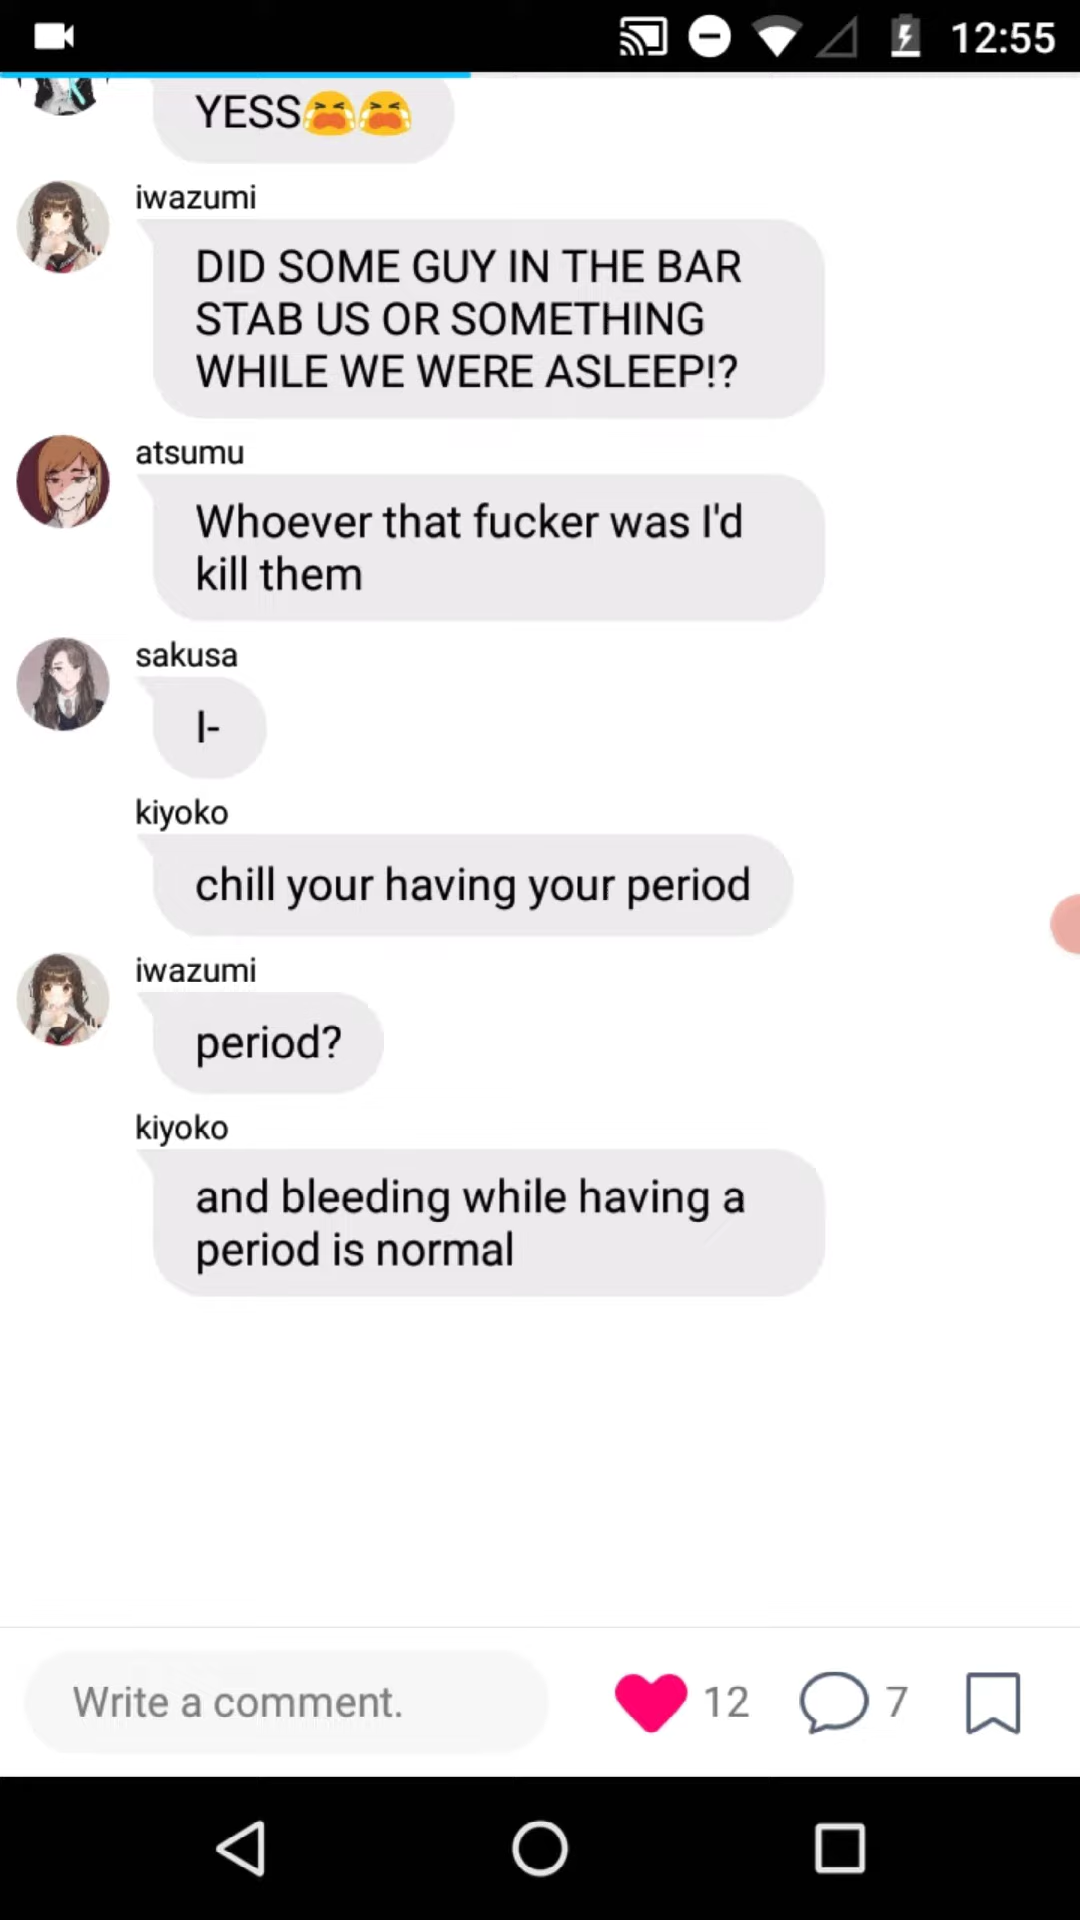 12:55
YESS😭😭
iwazumi
DID SOME GUY IN THE BAR
STAB US OR SOMETHING
WHILE WE WERE ASLEEP!?
atsumu
Whoever that fucker was I'd
kill them
sakusa
I-
kiyoko
chill your having your period
iwazumi
period?
kiyoko
and bleeding while having a
period is normal
Write a comment.
12
7